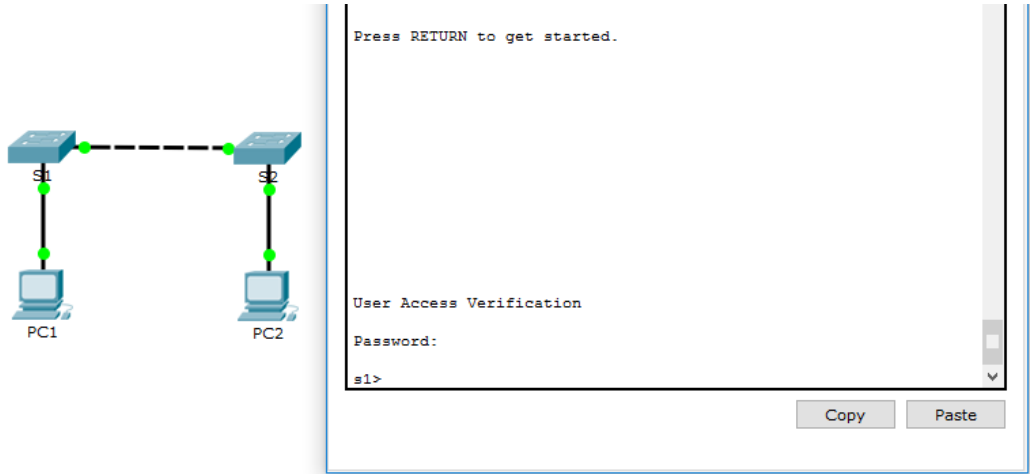 S1
S2
PC1
PC2
Press RETURN to get started.
User Access Verification
Password:
s1>
Copy
Paste